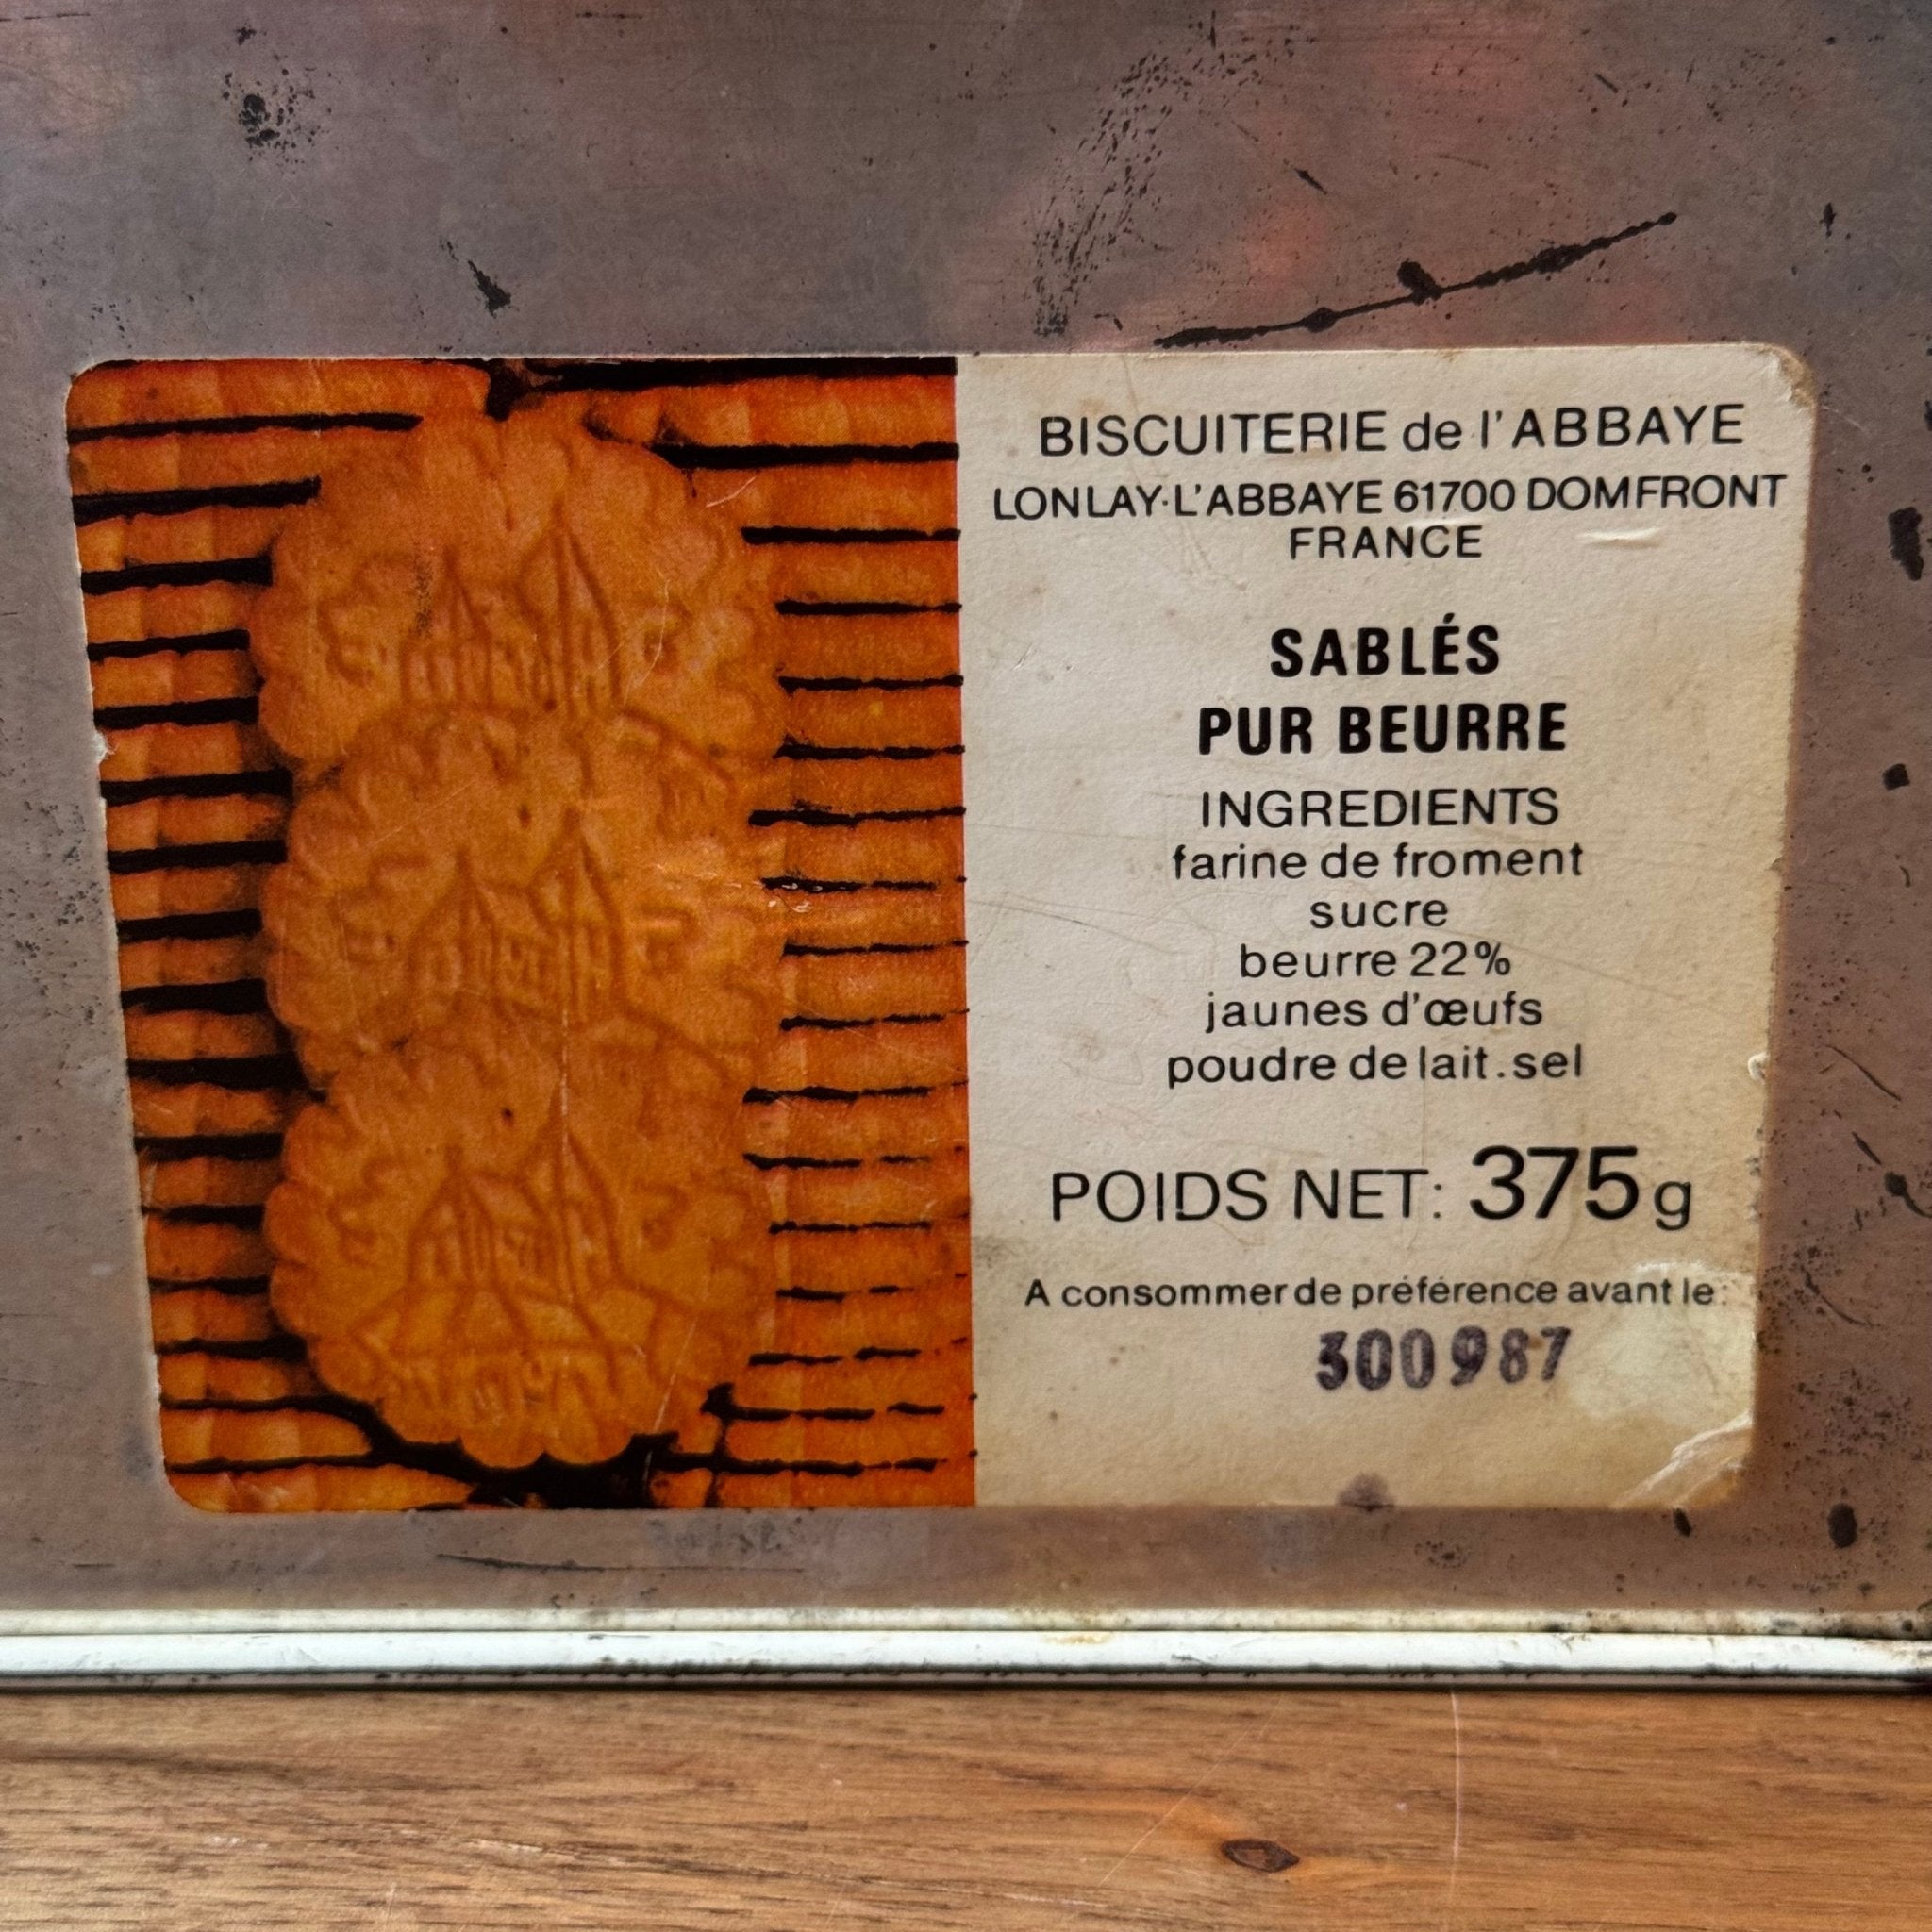 BISCUITERIE de l'ABBAYE
LONLAY-L'ABBAYE 61700 DOMFRONT
FRANCE
SABLÉS
PUR BEURRE
INGREDIENTS
farine de froment
sucre
beurre 22%
jaunes d'œufs
poudre de lait.sel
POIDS NET: 375g
A consommer de préférence avant le:
300987